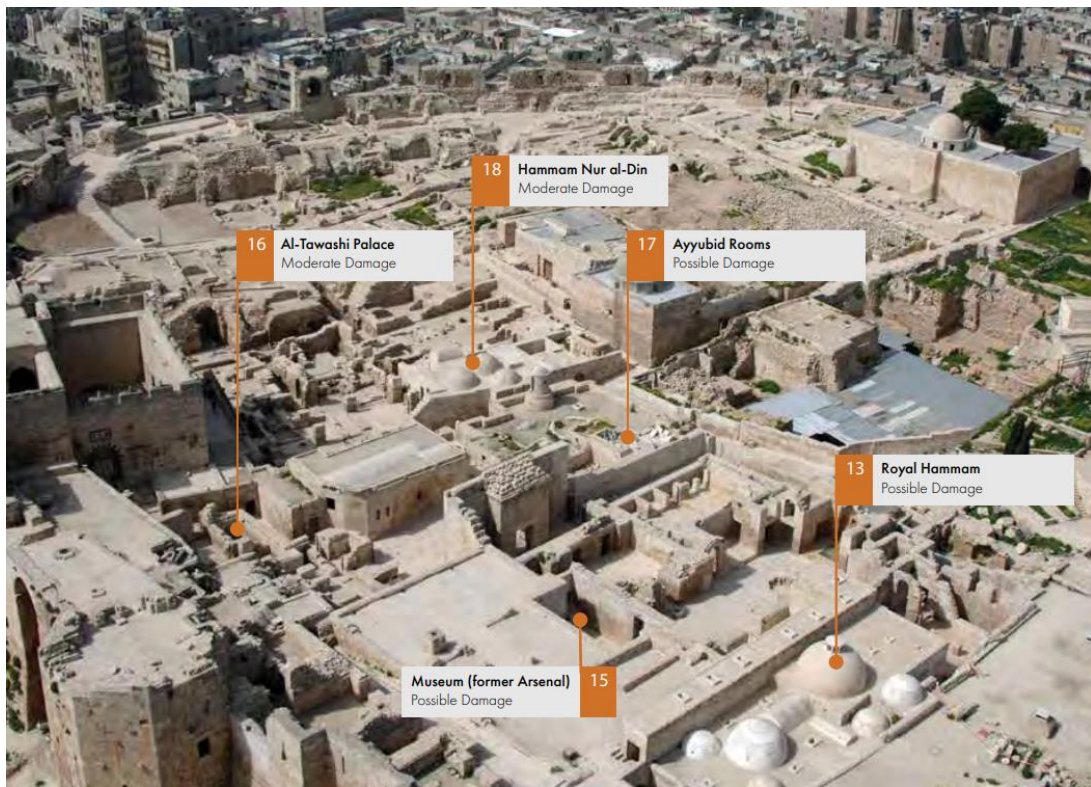 18
Hammam Nur al-Din
Moderate Damage
16
Al-Tawashi Palace
Moderate Damage
17
Ayyubid Rooms
Possible Damage
13
Royal Hammam
Possible Damage
Museum (former Arsenal)
Possible Damage
15